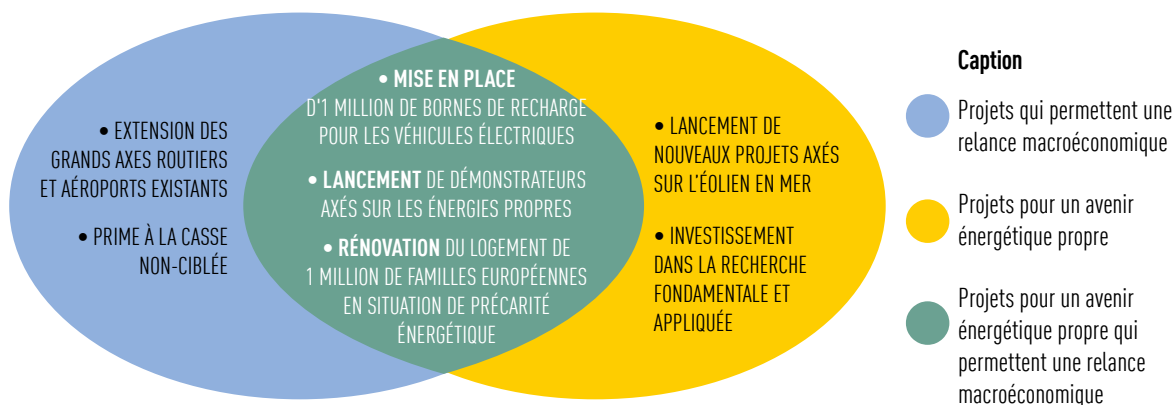 • EXTENSION DES
GRANDS AXES ROUTIERS
ET AÉROPORTS EXISTANTS
• PRIME À LA CASSE
NON-CIBLÉE
• MISE EN PLACE
D'1 MILLION DE BORNES DE RECHARGE
POUR LES VÉHICULES ÉLECTRIQUES
• LANCEMENT DE DÉMONSTRATEURS
AXÉS SUR LES ÉNERGIES PROPRES
• RÉNOVATION DU LOGEMENT DE
1 MILLION DE FAMILLES EUROPÉENNES
EN SITUATION DE PRÉCARITÉ
ÉNERGÉTIQUE
• LANCEMENT DE
NOUVEAUX PROJETS AXÉS
SUR L'ÉOLIEN EN MER
• INVESTISSEMENT
DANS LA RECHERCHE
FONDAMENTALE ET
APPLIQUÉE
Caption
Projets qui permettent une
relance macroéconomique
Projets pour un avenir
énergétique propre
Projets pour un avenir
énergétique propre qui
permettent une relance
macroéconomique